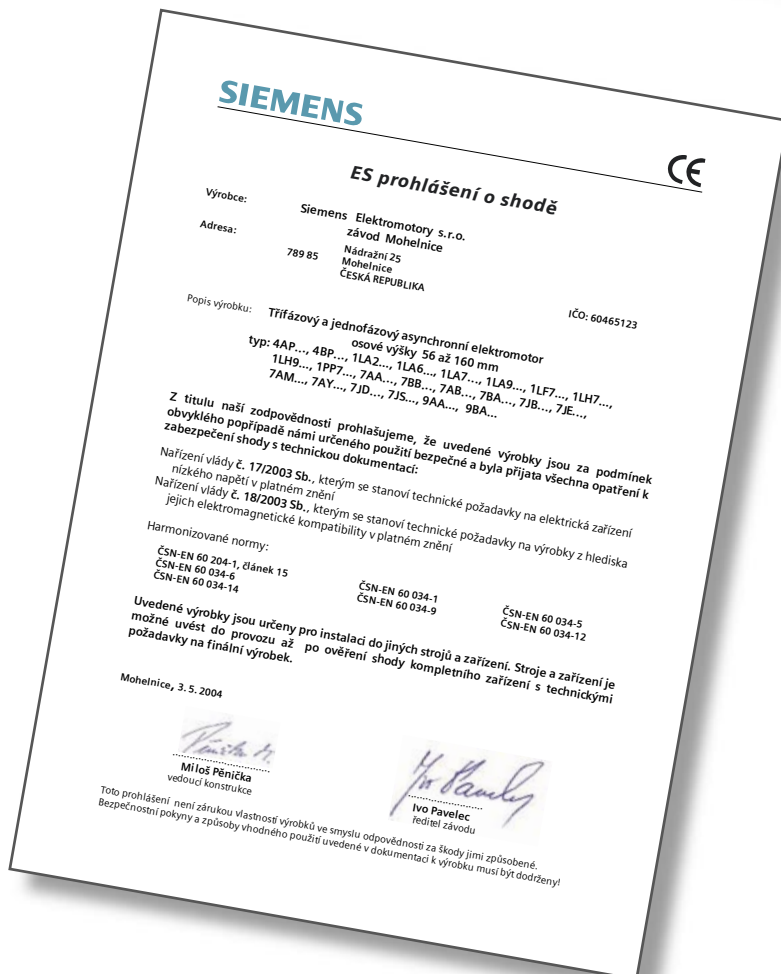 SIEMENS
CE
ES prohlášení o shodě
Výrobce: Siemens Elektromotory s.r.o.
závod Mohelnice
Adresa: Nádražní 25
789 85 Mohelnice
ČESKÁ REPUBLIKA
IČO: 60465123
Popis výrobku: Třífázový a jednofázový asynchronní elektromotor
osové výšky 56 až 160 mm
typ: 4AP..., 4BP..., 1LA2..., 1LA6..., 1LA7..., 1LA9..., 1LF7..., 1LH7...,
1LH9..., 1PP7..., 7AA..., 7BB..., 7AB..., 7BA..., 7JB..., 7JE...,
7AM..., 7AY..., 7JD..., 7JS..., 9AA..., 9BA...
Z titulu naší zodpovědnosti prohlašujeme, že uvedené výrobky jsou za podmínek
obvyklého popřípadě námi určeného použití bezpečné a byla přijata všechna opatření k
zabezpečení shody s technickou dokumentací:
Nařízení vlády č. 17/2003 Sb., kterým se stanoví technické požadavky na elektrická zařízení
nízkého napětí v platném znění
Nařízení vlády č. 18/2003 Sb., kterým se stanoví technické požadavky na výrobky z hlediska
jejich elektromagnetické kompatibility v platném znění
Harmonizované normy:
ČSN-EN 60 204-1, článek 15
ČSN-EN 60 034-6 ČSN-EN 60 034-1 ČSN-EN 60 034-5
ČSN-EN 60 034-14 ČSN-EN 60 034-9 ČSN-EN 60 034-12
Uvedené výrobky jsou určeny pro instalaci do jiných strojů a zařízení. Stroje a zařízení je
možné uvést do provozu až po ověření shody kompletního zařízení s technickými
požadavky na finální výrobek.
Mohelnice, 3. 5. 2004
Pěnička M.
Ivo Pavelec
Miloš Pěnička
vedoucí konstrukce
Ivo Pavelec
ředitel závodu
Toto prohlášení není zárukou vlastností výrobků ve smyslu odpovědnosti za škody jimi způsobené.
Bezpečnostní pokyny a způsoby vhodného použití uvedené v dokumentaci k výrobku musí být dodrženy!